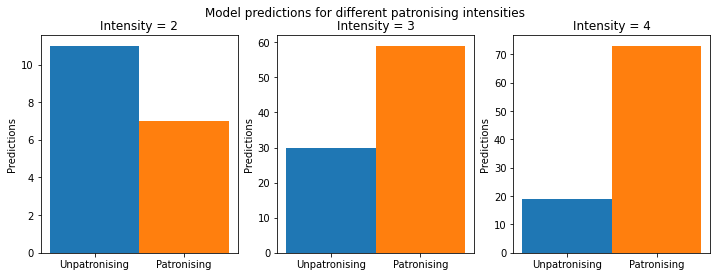 Model predictions for different patronising intensities
Intensity = 2
Intensity = 3
Intensity = 4
Predictions
10
8
6
4
2
0
Unpatronising Patronising
Predictions
60
50
40
30
20
10
0
Unpatronising Patronising
Predictions
70
60
50
40
30
20
10
0
Unpatronising Patronising